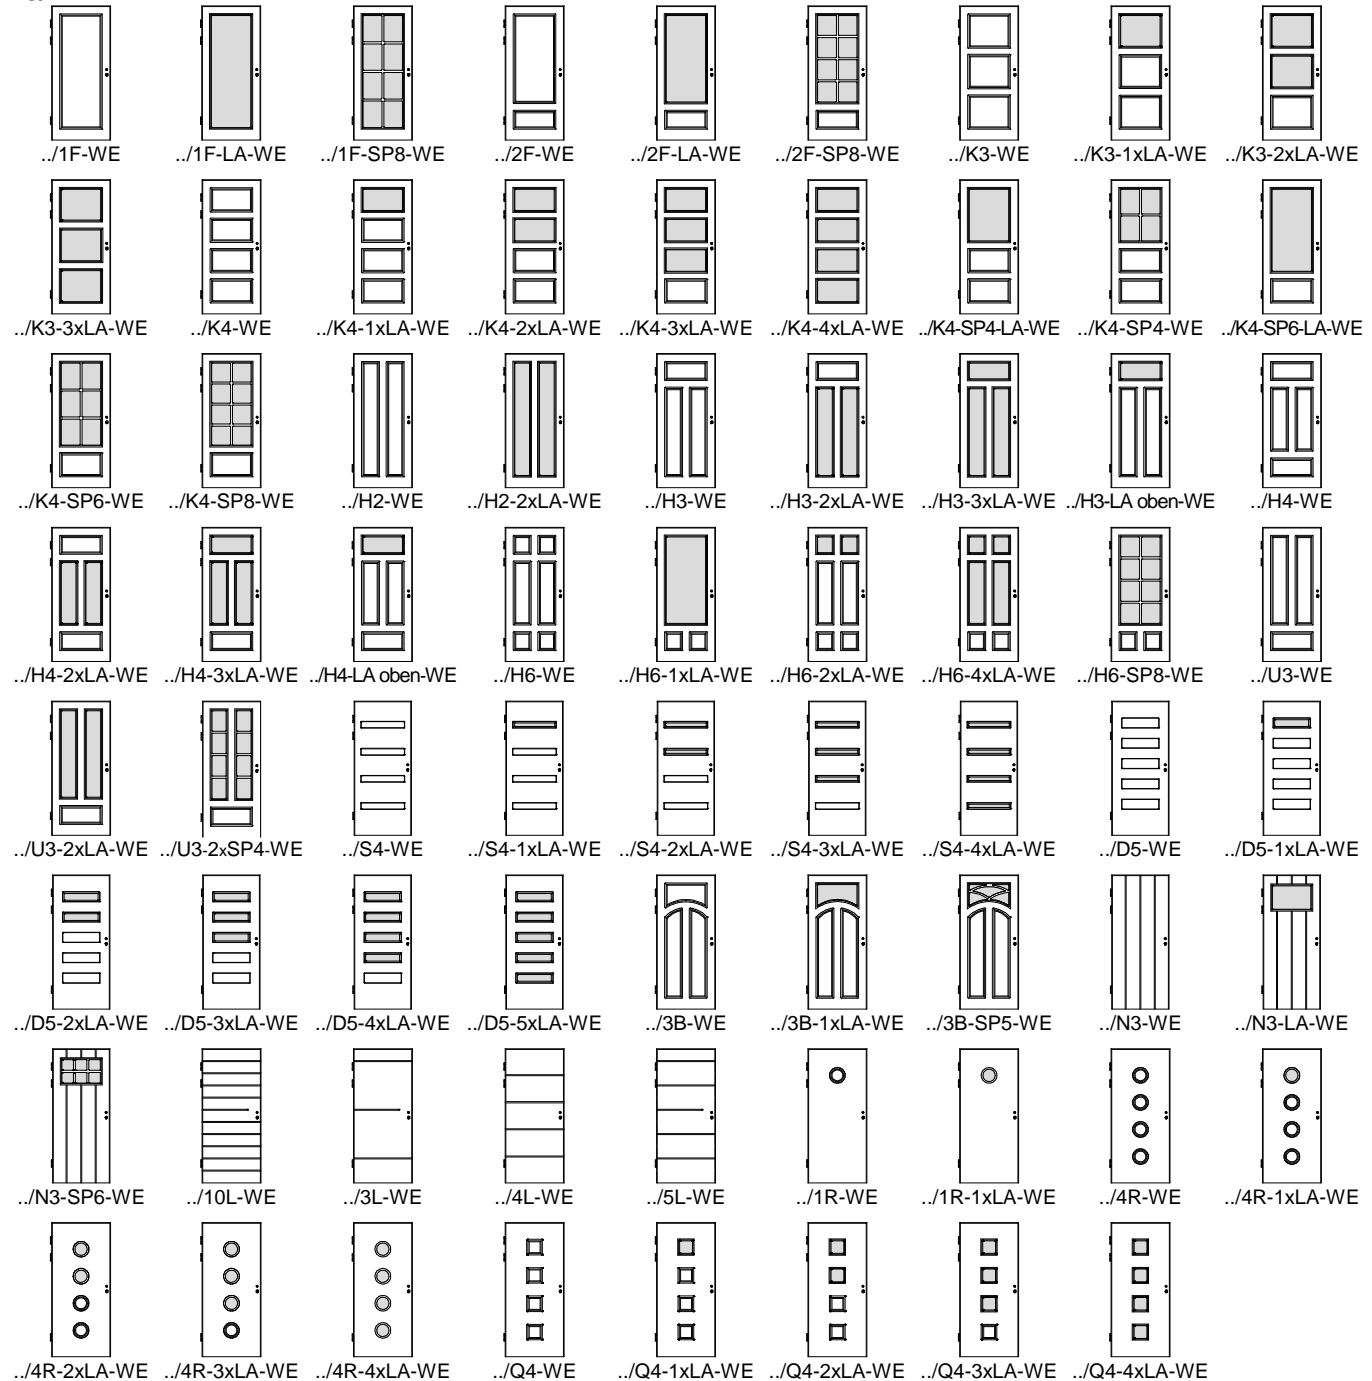 ../1F-WE ../1F-LA-WE ../1F-SP8-WE ../2F-WE ../2F-LA-WE ../2F-SP8-WE ../K3-WE ../K3-1xLA-WE ../K3-2xLA-WE
../K3-3xLA-WE ../K4-WE ../K4-1xLA-WE ../K4-2xLA-WE ../K4-3xLA-WE ../K4-4xLA-WE ../K4-SP4-LA-WE ../K4-SP4-WE ../K4-SP6-LA-WE
../K4-SP6-WE ../K4-SP8-WE ../H2-WE ../H2-2xLA-WE ../H3-WE ../H3-2xLA-WE ../H3-3xLA-WE ../H3-LA oben-WE ../H4-WE
../H4-2xLA-WE ../H4-3xLA-WE ../H4-LA oben-WE ../H6-WE ../H6-1xLA-WE ../H6-2xLA-WE ../H6-4xLA-WE ../H6-SP8-WE ../U3-WE
../U3-2xLA-WE ../U3-2xSP4-WE ../S4-WE ../S4-1xLA-WE ../S4-2xLA-WE ../S4-3xLA-WE ../S4-4xLA-WE ../D5-WE ../D5-1xLA-WE
../D5-2xLA-WE ../D5-3xLA-WE ../D5-4xLA-WE ../D5-5xLA-WE ../3B-WE ../3B-1xLA-WE ../3B-SP5-WE ../N3-WE ../N3-LA-WE
../N3-SP6-WE ../10L-WE ../3L-WE ../4L-WE ../5L-WE ../1R-WE ../1R-1xLA-WE ../4R-WE ../4R-1xLA-WE
../4R-2xLA-WE ../4R-3xLA-WE ../4R-4xLA-WE ../Q4-WE ../Q4-1xLA-WE ../Q4-2xLA-WE ../Q4-3xLA-WE ../Q4-4xLA-WE